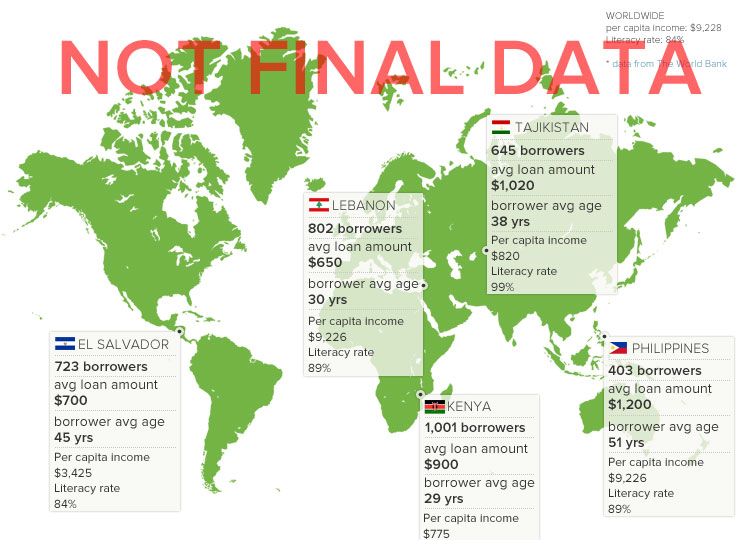 WORLDWIDE
per capita income: $9,228
Literacy rate: 84%
* data from The World Bank
NOT FINAL DATA
TAJIKISTAN
645 borrowers
avg loan amount
$1,020
borrower avg age
38 yrs
Per capita income
$820
Literacy rate
99%
LEBANON
802 borrowers
avg loan amount
$650
borrower avg age
30 yrs
Per capita income
$9,226
Literacy rate
89%
EL SALVADOR
723 borrowers
avg loan amount
$700
borrower avg age
45 yrs
Per capita income
$3,425
Literacy rate
84%
PHILIPPINES
403 borrowers
avg loan amount
$1,200
borrower avg age
51 yrs
Per capita income
$9,226
Literacy rate
89%
KENYA
1,001 borrowers
avg loan amount
$900
borrower avg age
29 yrs
Per capita income
$775